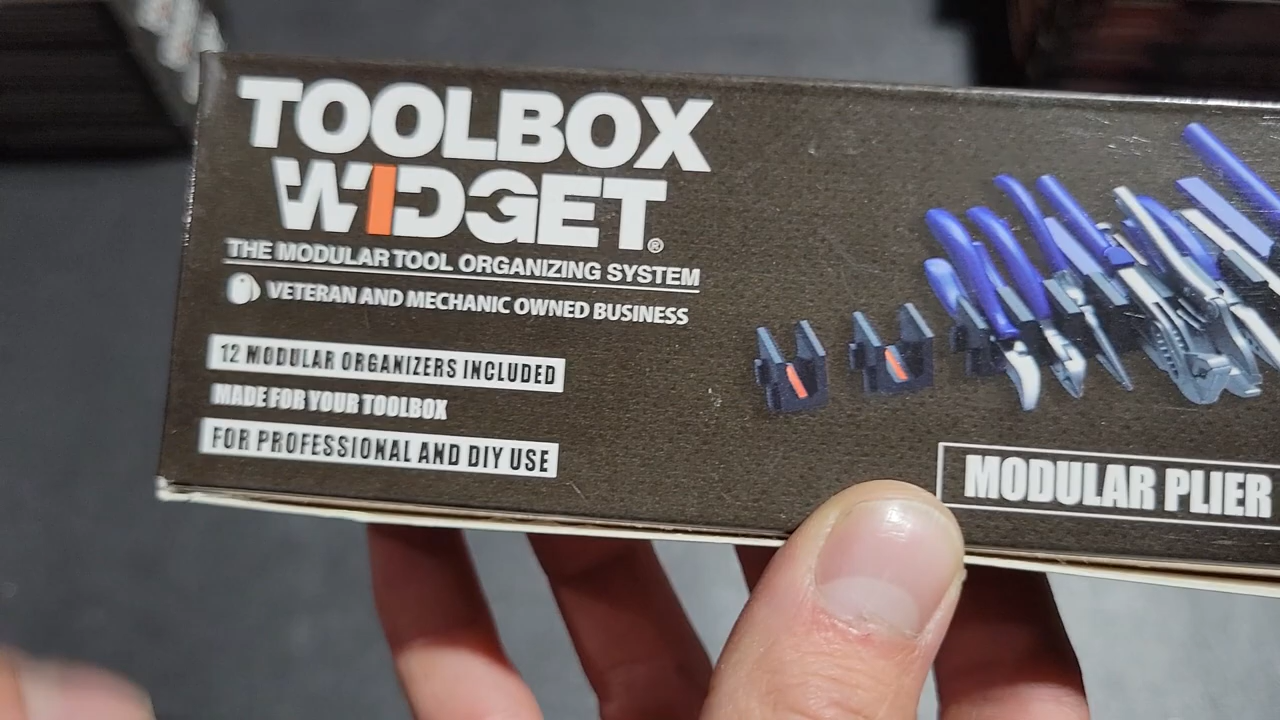 TOOLBOX
WIDGET®
THE MODULAR TOOL ORGANIZING SYSTEM
VETERAN AND MECHANIC OWNED BUSINESS
12 MODULAR ORGANIZERS INCLUDED
MADE FOR YOUR TOOLBOX
FOR PROFESSIONAL AND DIY USE
MODULAR PLIER